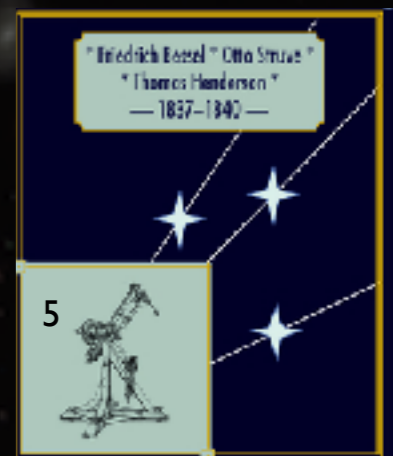 * Friedrich Bessel * Otto Struve *
* Thomas Henderson *
— 1837–1840 —
5